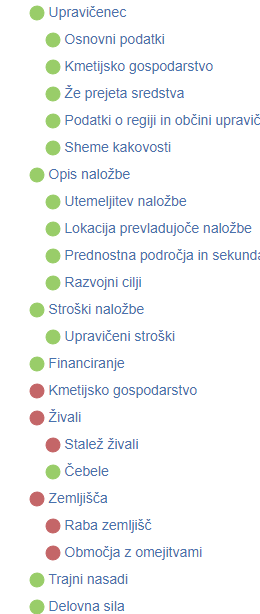 Upravičenec
Osnovni podatki
Kmetijsko gospodarstvo
Že prejeta sredstva
Podatki o regiji in občini upravič
Sheme kakovosti
Opis naložbe
Utemeljitev naložbe
Lokacija prevladujoče naložbe
Prednostna področja in sekunda
Razvojni cilji
Stroški naložbe
Upravičeni stroški
Financiranje
Kmetijsko gospodarstvo
Živali
Stalež živali
Čebele
Zemljišča
Raba zemljišč
Območja z omejitvami
Trajni nasadi
Delovna sila